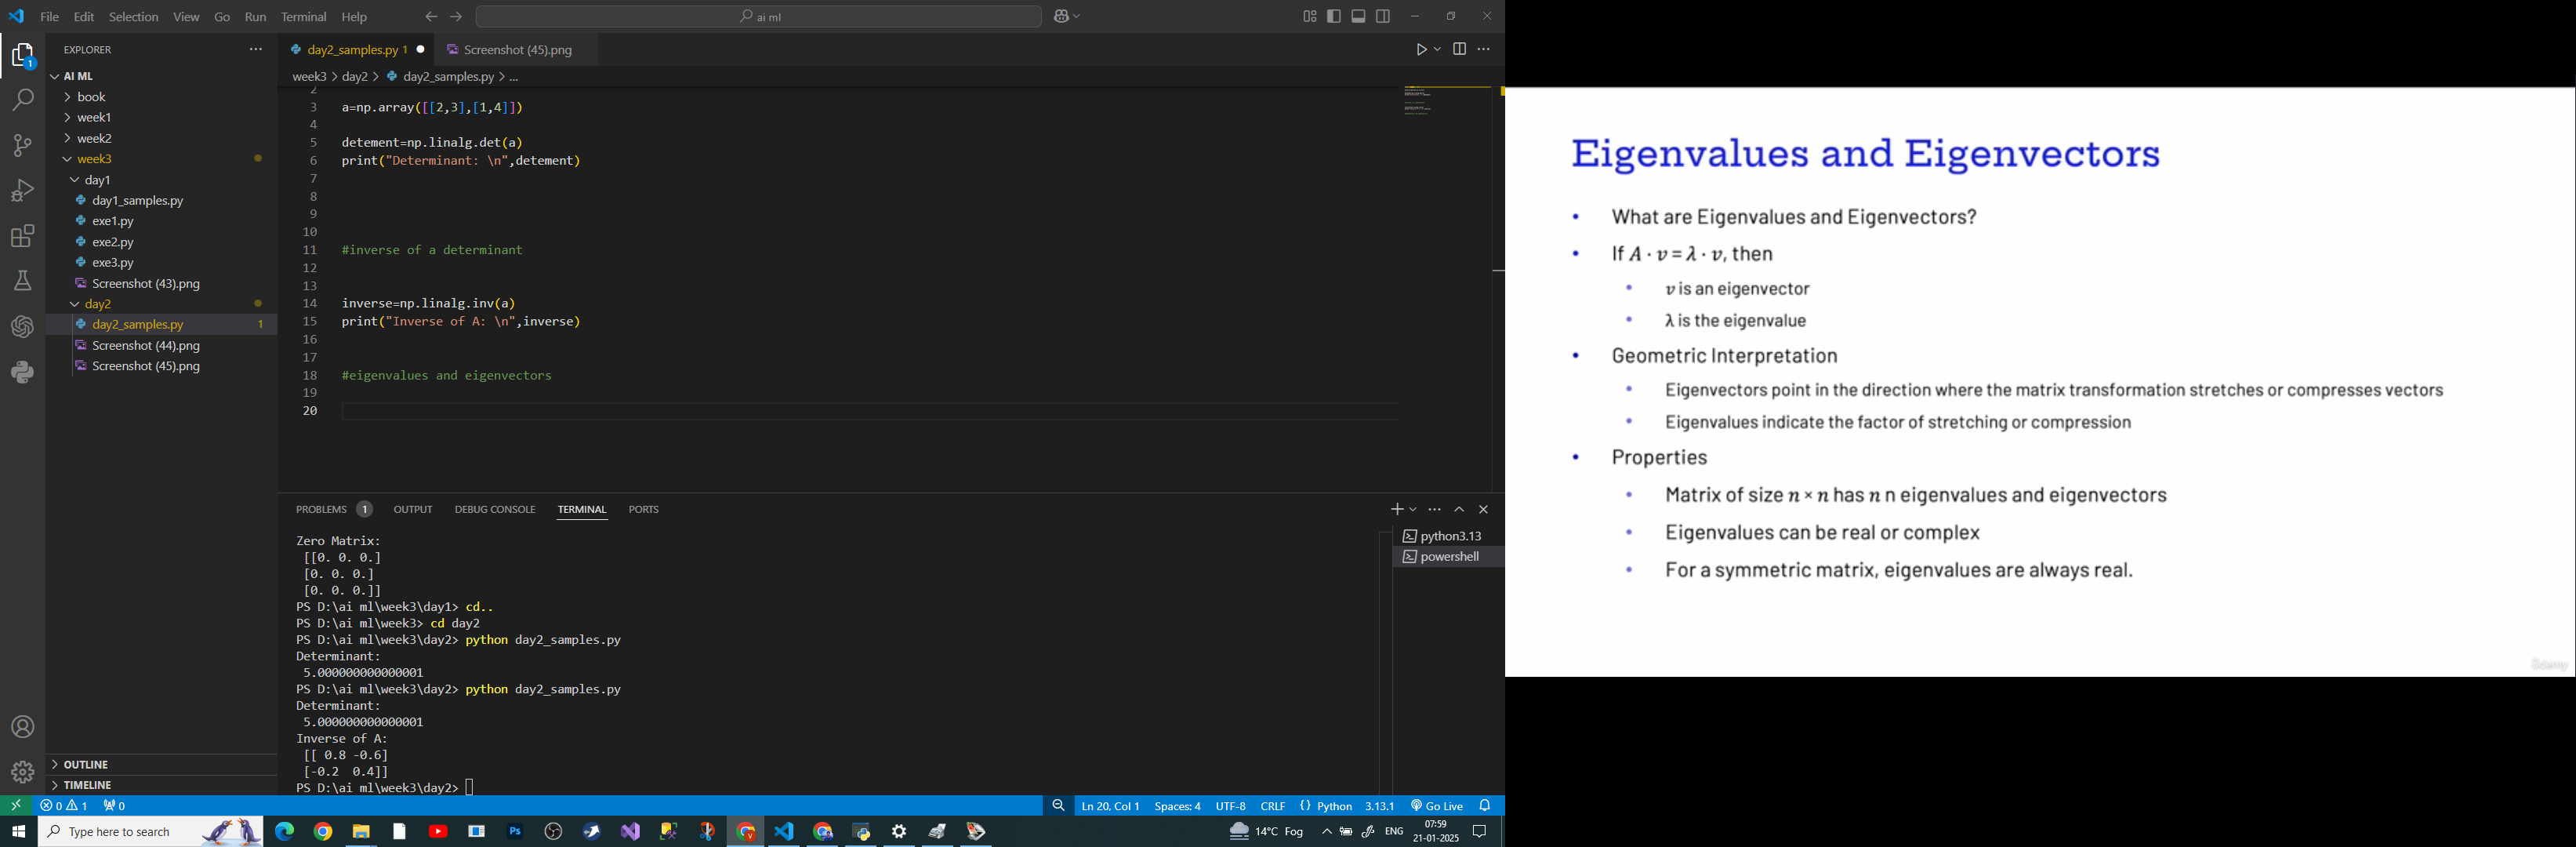 File Edit Selection View Go Run Terminal Help
ai ml
EXPLORER
AI ML
book
week1
week2
week3
day1
day1_samples.py
exe1.py
exe2.py
exe3.py
Screenshot (43).png
day2
day2_samples.py 1
Screenshot (44).png
Screenshot (45).png
OUTLINE
TIMELINE
day2_samples.py 1
Screenshot (45).png
week3 > day2 > day2_samples.py > ...
2
3 a=np.array([[2,3],[1,4]])
4
5 detement=np.linalg.det(a)
6 print("Determinant: \n",detement)
7
8
9
10
11 #inverse of a determinant
12
13
14 inverse=np.linalg.inv(a)
15 print("Inverse of A: \n",inverse)
16
17
18 #eigenvalues and eigenvectors
19
20
PROBLEMS 1 OUTPUT DEBUG CONSOLE TERMINAL PORTS
python3.13
powershell
Zero Matrix:
[[0. 0. 0.]
[0. 0. 0.]
[0. 0. 0.]]
PS D:\ai ml\week3\day1> cd..
PS D:\ai ml\week3> cd day2
PS D:\ai ml\week3\day2> python day2_samples.py
Determinant:
5.000000000000001
PS D:\ai ml\week3\day2> python day2_samples.py
Determinant:
5.000000000000001
Inverse of A:
[[ 0.8 -0.6]
[-0.2  0.4]]
PS D:\ai ml\week3\day2>
0 1 0
Ln 20, Col 1 Spaces: 4 UTF-8 CRLF {} Python 3.13.1 Go Live
Type here to search
Ps
14°C Fog
ENG
07:59
21-01-2025
Eigenvalues and Eigenvectors
• What are Eigenvalues and Eigenvectors?
• If A · v = λ · v, then
• v is an eigenvector
• λ is the eigenvalue
• Geometric Interpretation
• Eigenvectors point in the direction where the matrix transformation stretches or compresses vectors
• Eigenvalues indicate the factor of stretching or compression
• Properties
• Matrix of size n × n has n n eigenvalues and eigenvectors
• Eigenvalues can be real or complex
• For a symmetric matrix, eigenvalues are always real.
Udemy